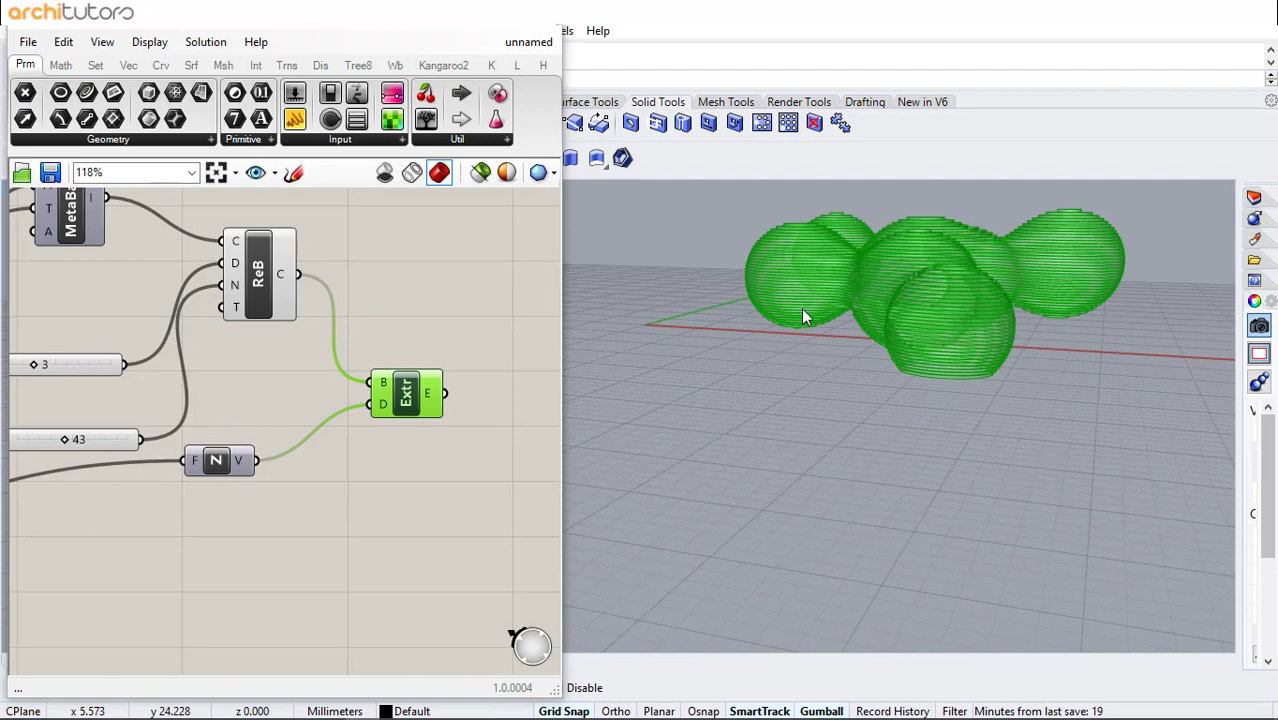 architutors
File Edit View Display Solution Help unnamed
els Help
Prm Math Set Vec Crv Srf Msh Int Trns Dis Tree8 Wb Kangaroo2 K L H
urface Tools Solid Tools Mesh Tools Render Tools Drafting New in V6
Geometry Primitive Input Util
118%
T MetaBa I
A
C
D ReB C
N
T
3
B Extr E
D
43
F N V
... 1.0.0004
Disable
CPlane x 5.573 y 24.228 z 0.000 Millimeters Default Grid Snap Ortho Planar Osnap SmartTrack Gumball Record History Filter Minutes from last save: 19